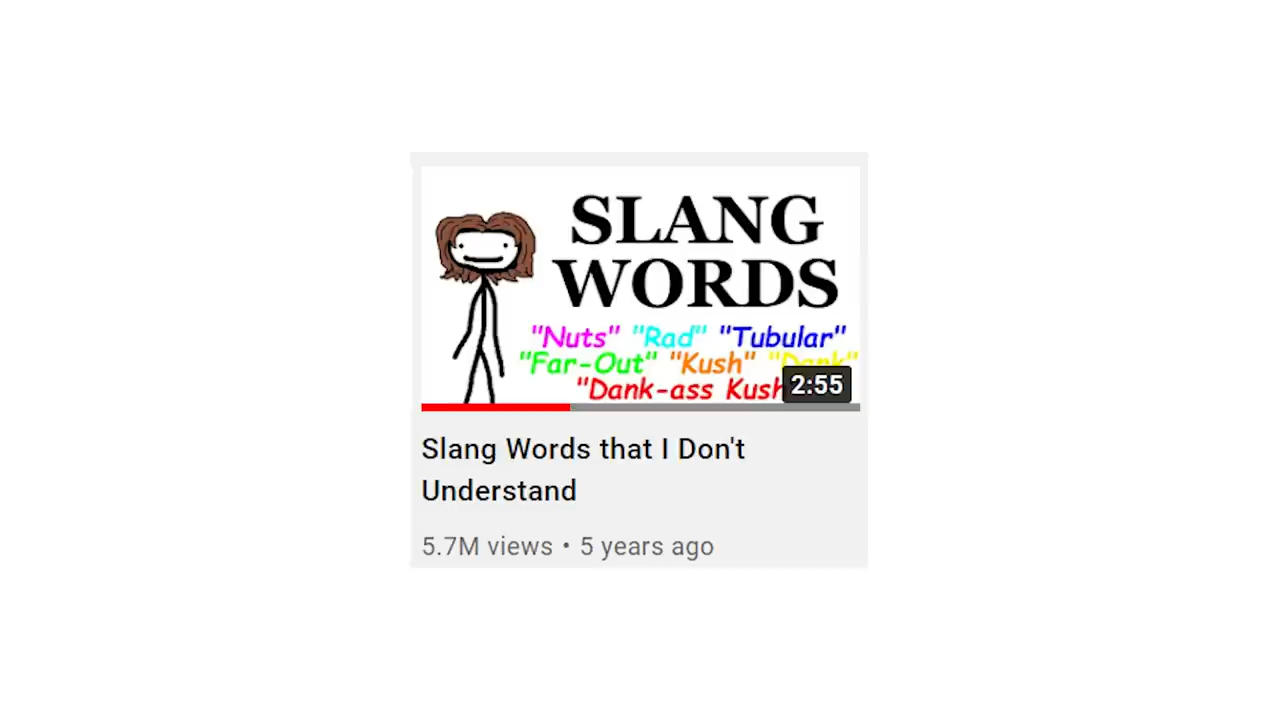 SLANG
WORDS
"Nuts" "Rad" "Tubular"
"Far-Out" "Kush" "Dank"
"Dank-ass Kush
2:55
Slang Words that I Don't
Understand
5.7M views • 5 years ago